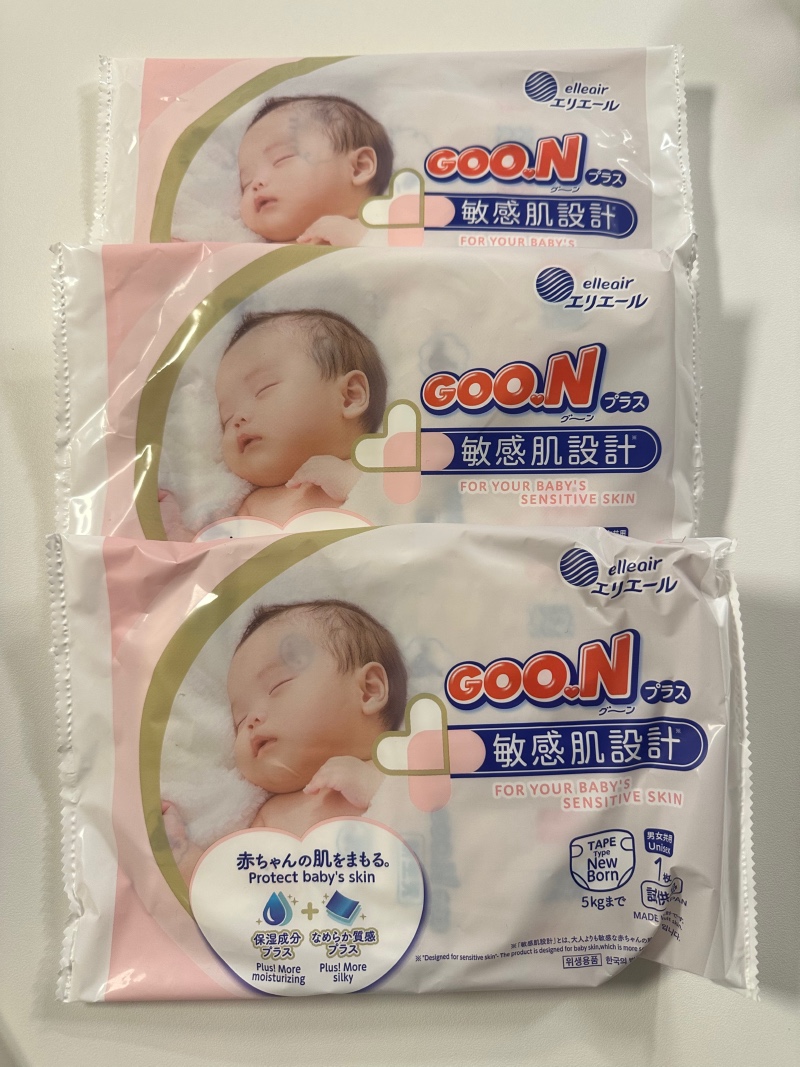 elleair
エリエール
GOO.N プラス
グ〜ン
敏感肌設計
FOR YOUR BABY'S
elleair
エリエール
GOO.N プラス
グ〜ン
敏感肌設計※
FOR YOUR BABY'S
SENSITIVE SKIN
elleair
エリエール
GOO.N プラス
グ〜ン
敏感肌設計※
FOR YOUR BABY'S
SENSITIVE SKIN
赤ちゃんの肌をまもる。
Protect baby's skin
保湿成分
プラス
Plus! More
moisturizing
+
なめらか質感
プラス
Plus! More
silky
TAPE
Type
New
Born
5kgまで
男女共用
Unisex
1枚
MADE
※「敏感肌設計」とは、大人よりも敏感な赤ちゃんの
※"Designed for sensitive skin"- The product is designed for baby skin,which is more
위생용품 한국의